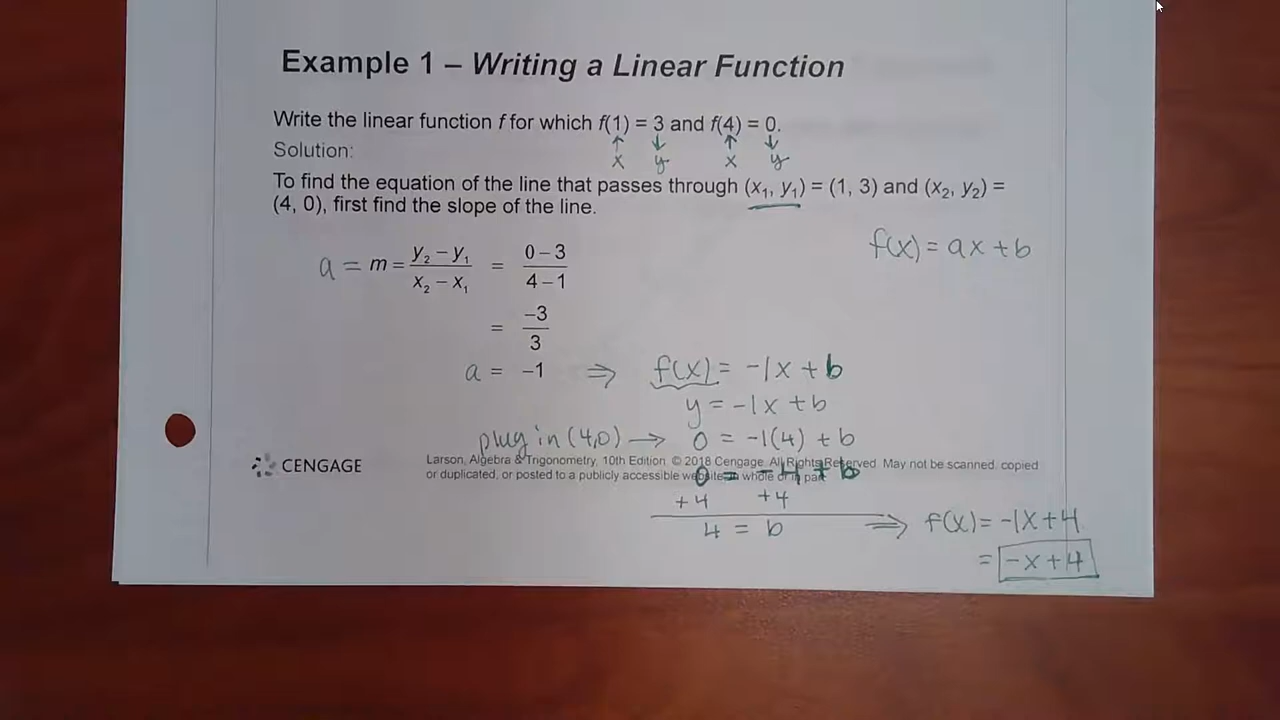 Example 1 – Writing a Linear Function
Write the linear function f for which f(1) = 3 and f(4) = 0.
↑ ↓ ↑ ↓
x y x y
Solution:
To find the equation of the line that passes through (x₁, y₁) = (1, 3) and (x₂, y₂) =
(4, 0), first find the slope of the line.
f(x) = ax + b
a = m = (y₂ – y₁)/(x₂ – x₁) = (0 – 3)/(4 – 1)
= –3/3
a = –1 ⇒ f(x) = -1x + b
y = -1x + b
plug in (4,0) → 0 = -1(4) + b
CENGAGE
Larson, Algebra & Trigonometry, 10th Edition. © 2018 Cengage. All Rights Reserved. May not be scanned, copied
or duplicated, or posted to a publicly accessible website, in whole or in part.
0 = -4 + b
+4 +4
4 = b ⇒ f(x) = -1x + 4
= -x + 4